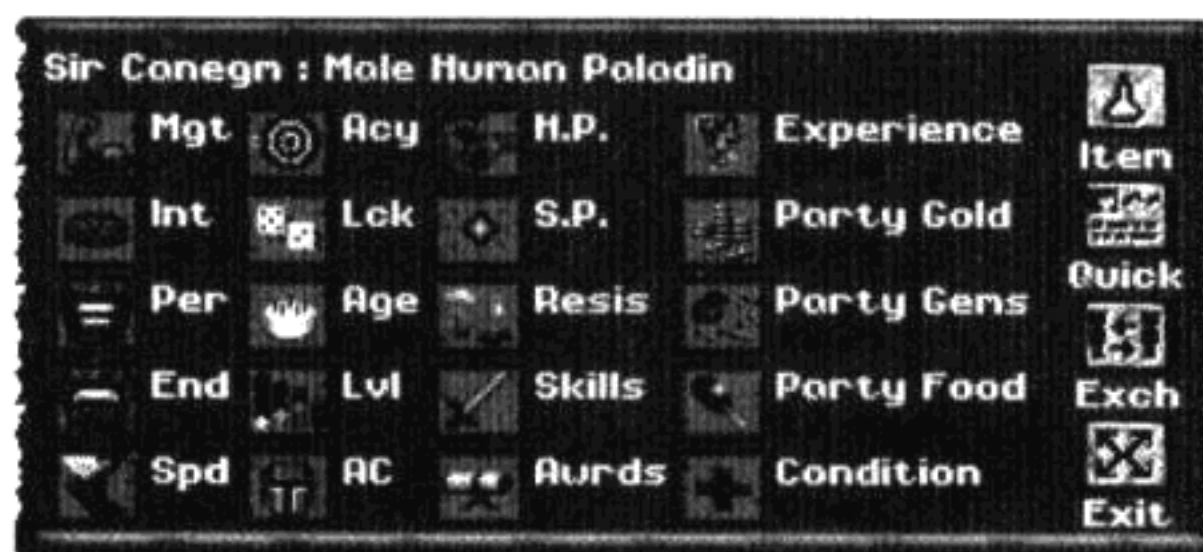 Sir Canegm : Male Human Paladin
Mgt Acy H.P. Experience
Item
Int Lck S.P. Party Gold
Quick
Per Age Resis Party Gems
End Lvl Skills Party Food
Exch
Spd AC Awrds Condition
Exit